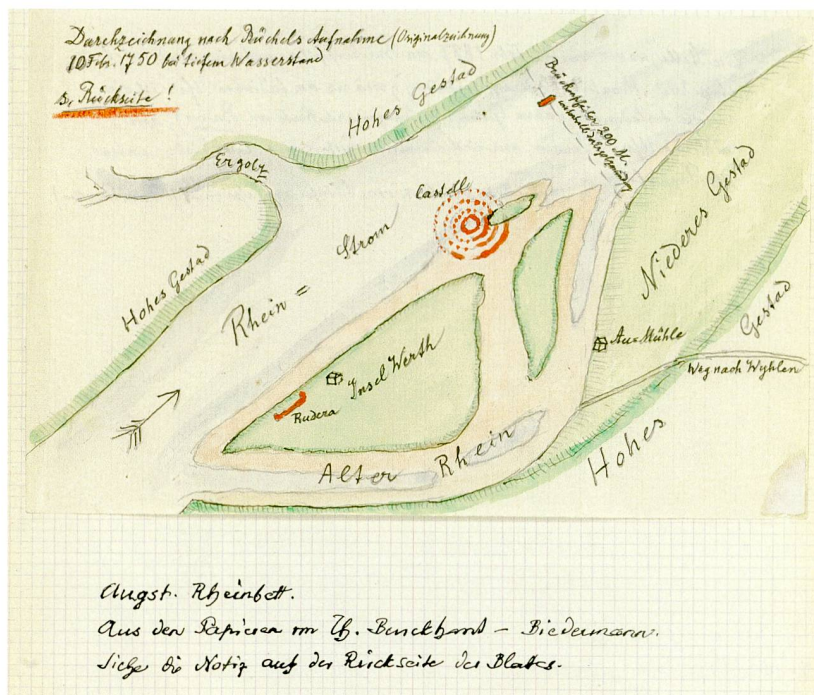 Durchzeichnung nach Büchels Aufnahme (Originalzeichnung)
10 Febr. 1750 bei tiefem Wasserstand
s. Rückseite!
Hohes Gestad
200 M.
Ergolz
Castell
Hohes Gestad
Rhein = Strom
Niederes Gestad
Insel Werth
Rudera
Au=Mühle
Weg nach Wyhlen
Alter Rhein
Hohes Gestad
Augst. Rheinbett.
Aus den Papieren von Th. Burckhardt - Biedermann.
Siehe die Notiz auf der Rückseite des Blattes.